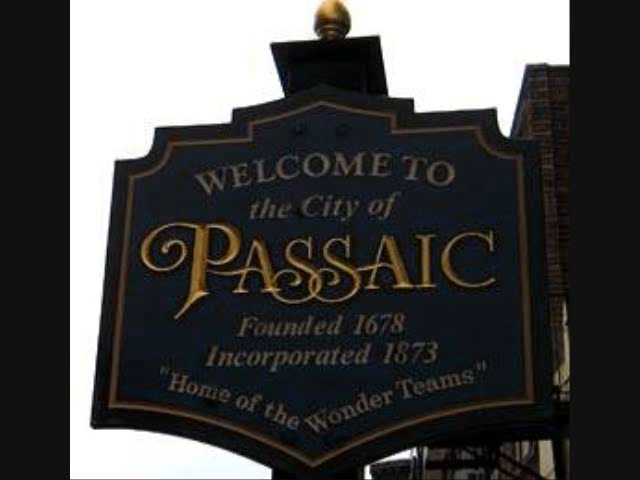 WELCOME TO
the City of
PASSAIC
Founded 1678
Incorporated 1873
"Home of the Wonder Teams"